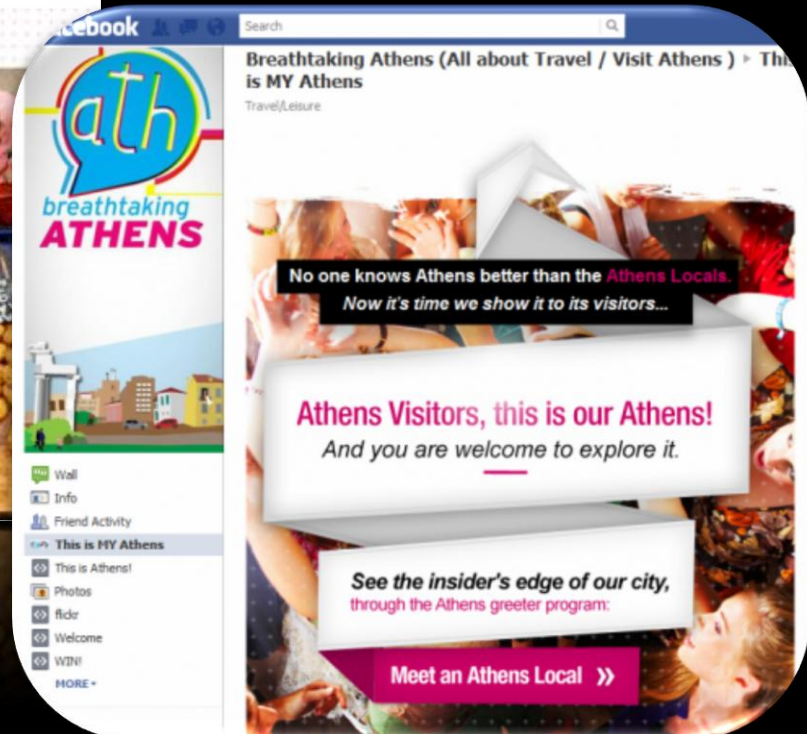 Search
Breathtaking Athens (All about Travel / Visit Athens ) ▸
is MY Athens
Travel/Leisure
ath
breathtaking
ATHENS
No one knows Athens better than the Athens Locals.
Now it's time we show it to its visitors...
Athens Visitors, this is our Athens!
And you are welcome to explore it.
See the insider's edge of our city,
through the Athens greeter program:
Meet an Athens Local »
Wall
Info
Friend Activity
This is MY Athens
This is Athens!
Photos
flickr
Welcome
WIN!
MORE